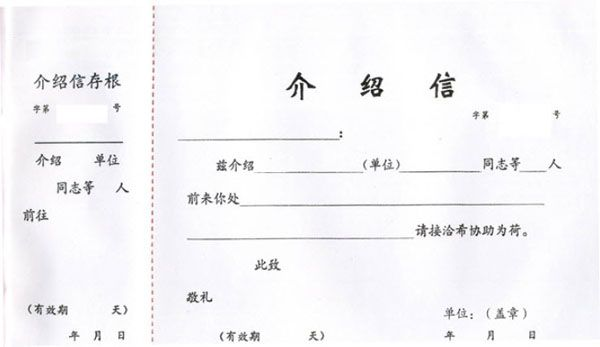 介绍信存根
字第 号
介绍 单位
同志等 人
前往
(有效期 天)
年 月 日
介 绍 信
字第 号
:
兹介绍 (单位) 同志等 人
前来你处
请接洽希协助为荷。
此致
敬礼
单位:(盖章)
(有效期 天) 年 月 日